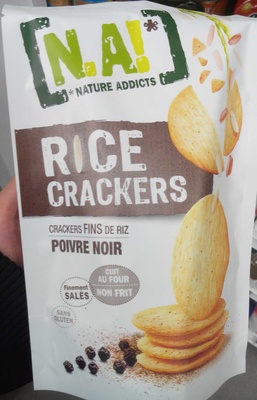 [N.A!*]
*NATURE ADDICTS
RICE
CRACKERS
CRACKERS FINS DE RIZ
POIVRE NOIR
CUIT
AU FOUR
NON FRIT
Finement
SALÉS
SANS
GLUTEN